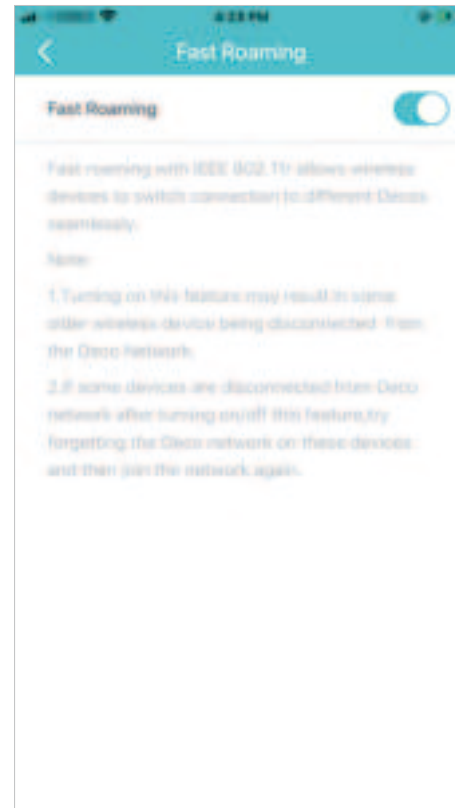 4:23 PM
Fast Roaming
Fast Roaming
Fast roaming with IEEE 802.11r allows wireless
devices to switch connection to different Decos
seamlessly.
Note:
1.Turning on this feature may result in some
older wireless device being disconnected from
the Deco Network.
2.If some devices are disconnected from Deco
network after turning on/off this feature,try
forgetting the Deco network on these devices
and then join the network again.